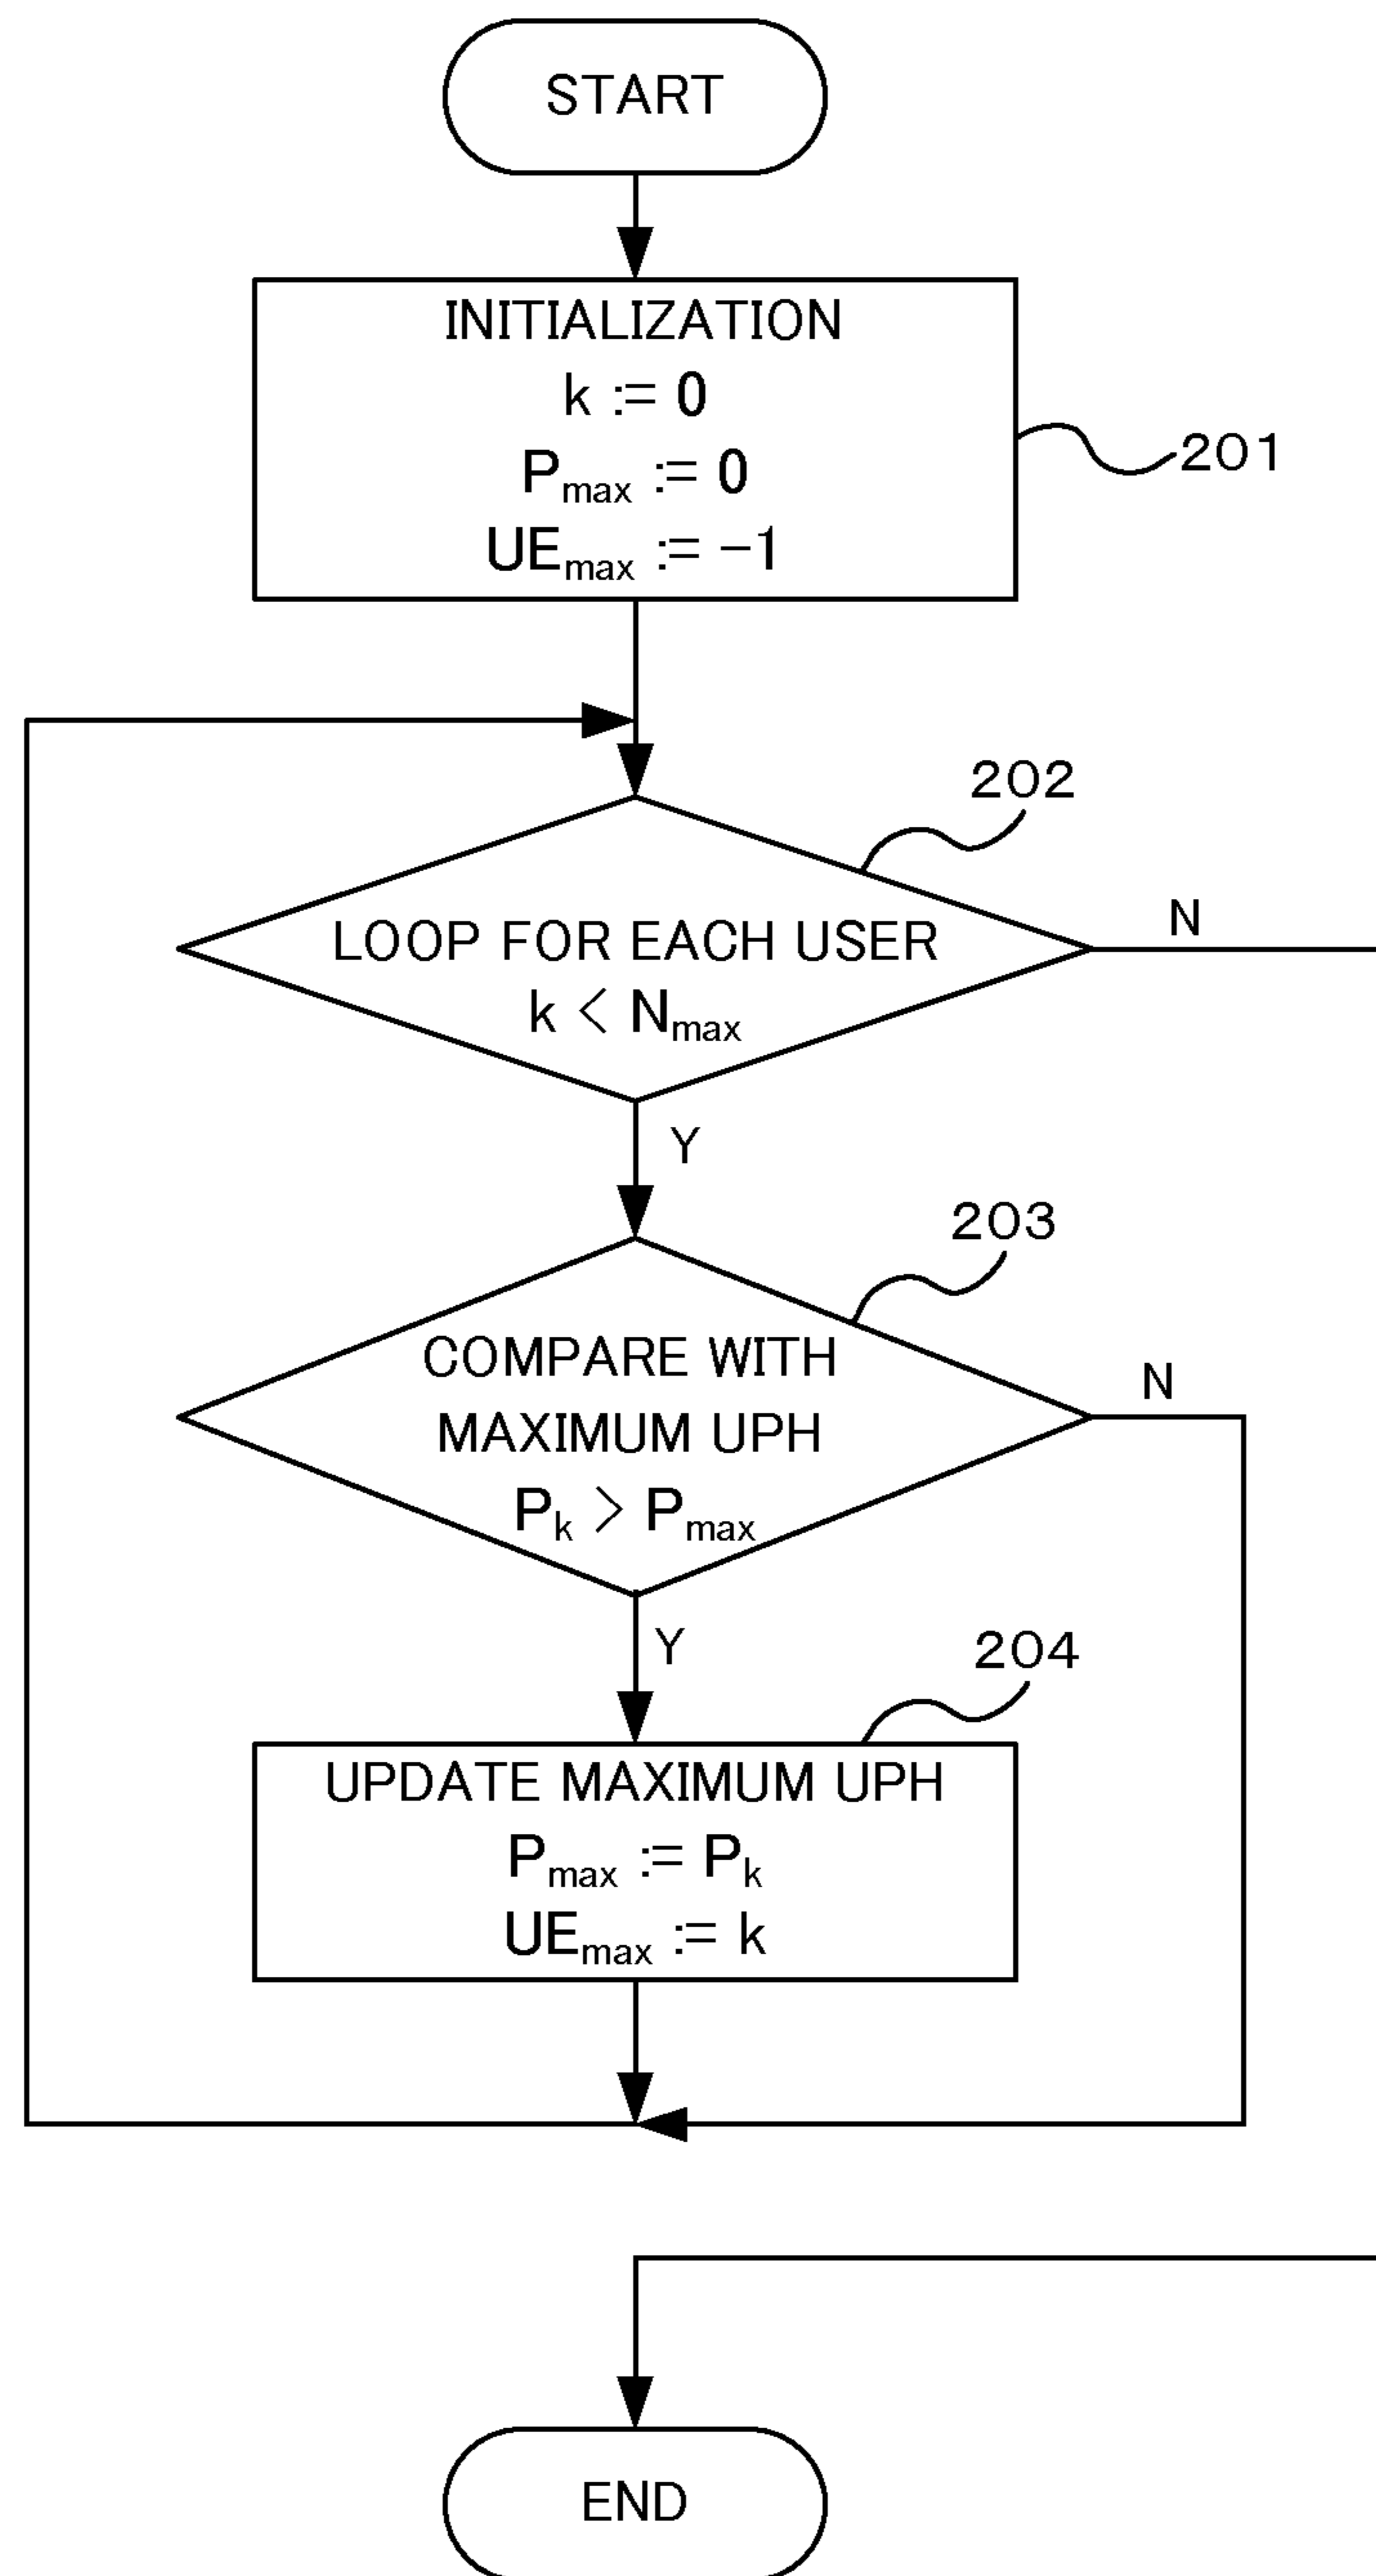 START
INITIALIZATION
k := 0
Pmax := 0
UEmax := −1
201
202
LOOP FOR EACH USER
k < Nmax
N
Y
203
COMPARE WITH
MAXIMUM UPH
Pk > Pmax
N
Y
204
UPDATE MAXIMUM UPH
Pmax := Pk
UEmax := k
END